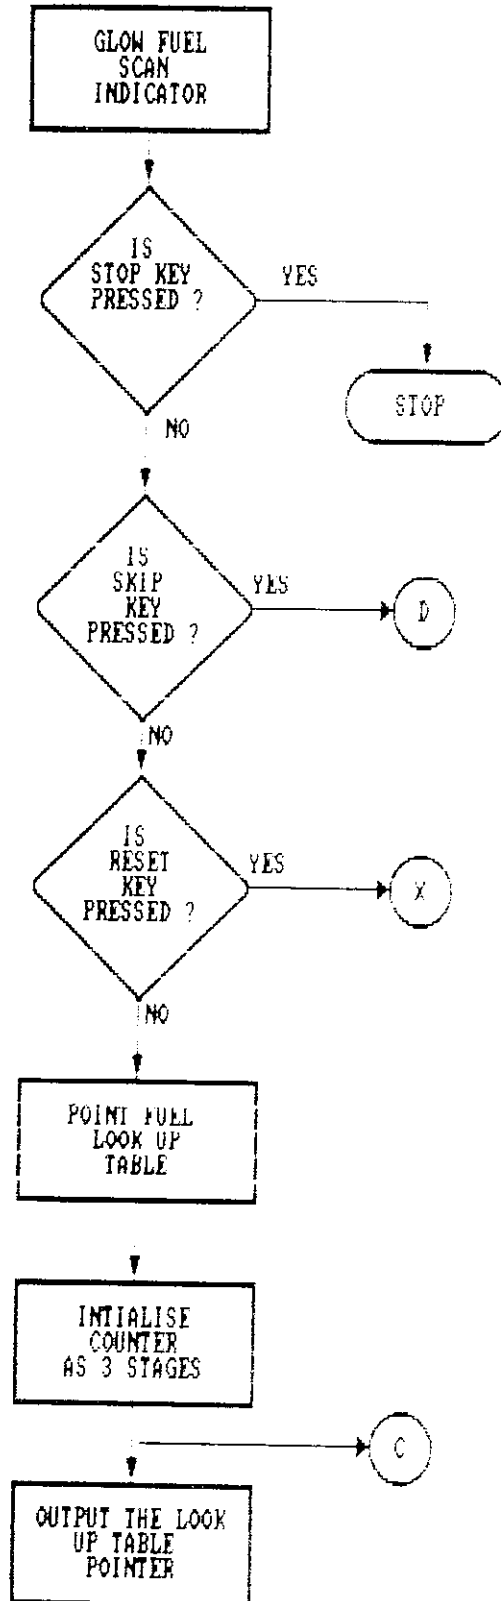 GLOW FUEL
SCAN
INDICATOR
IS
STOP KEY
PRESSED ?
YES
STOP
NO
IS
SKIP
KEY
PRESSED ?
YES
D
NO
IS
RESET
KEY
PRESSED ?
YES
X
NO
POINT FUEL
LOOK UP
TABLE
INTIALISE
COUNTER
AS 3 STAGES
C
OUTPUT THE LOOK
UP TABLE
POINTER